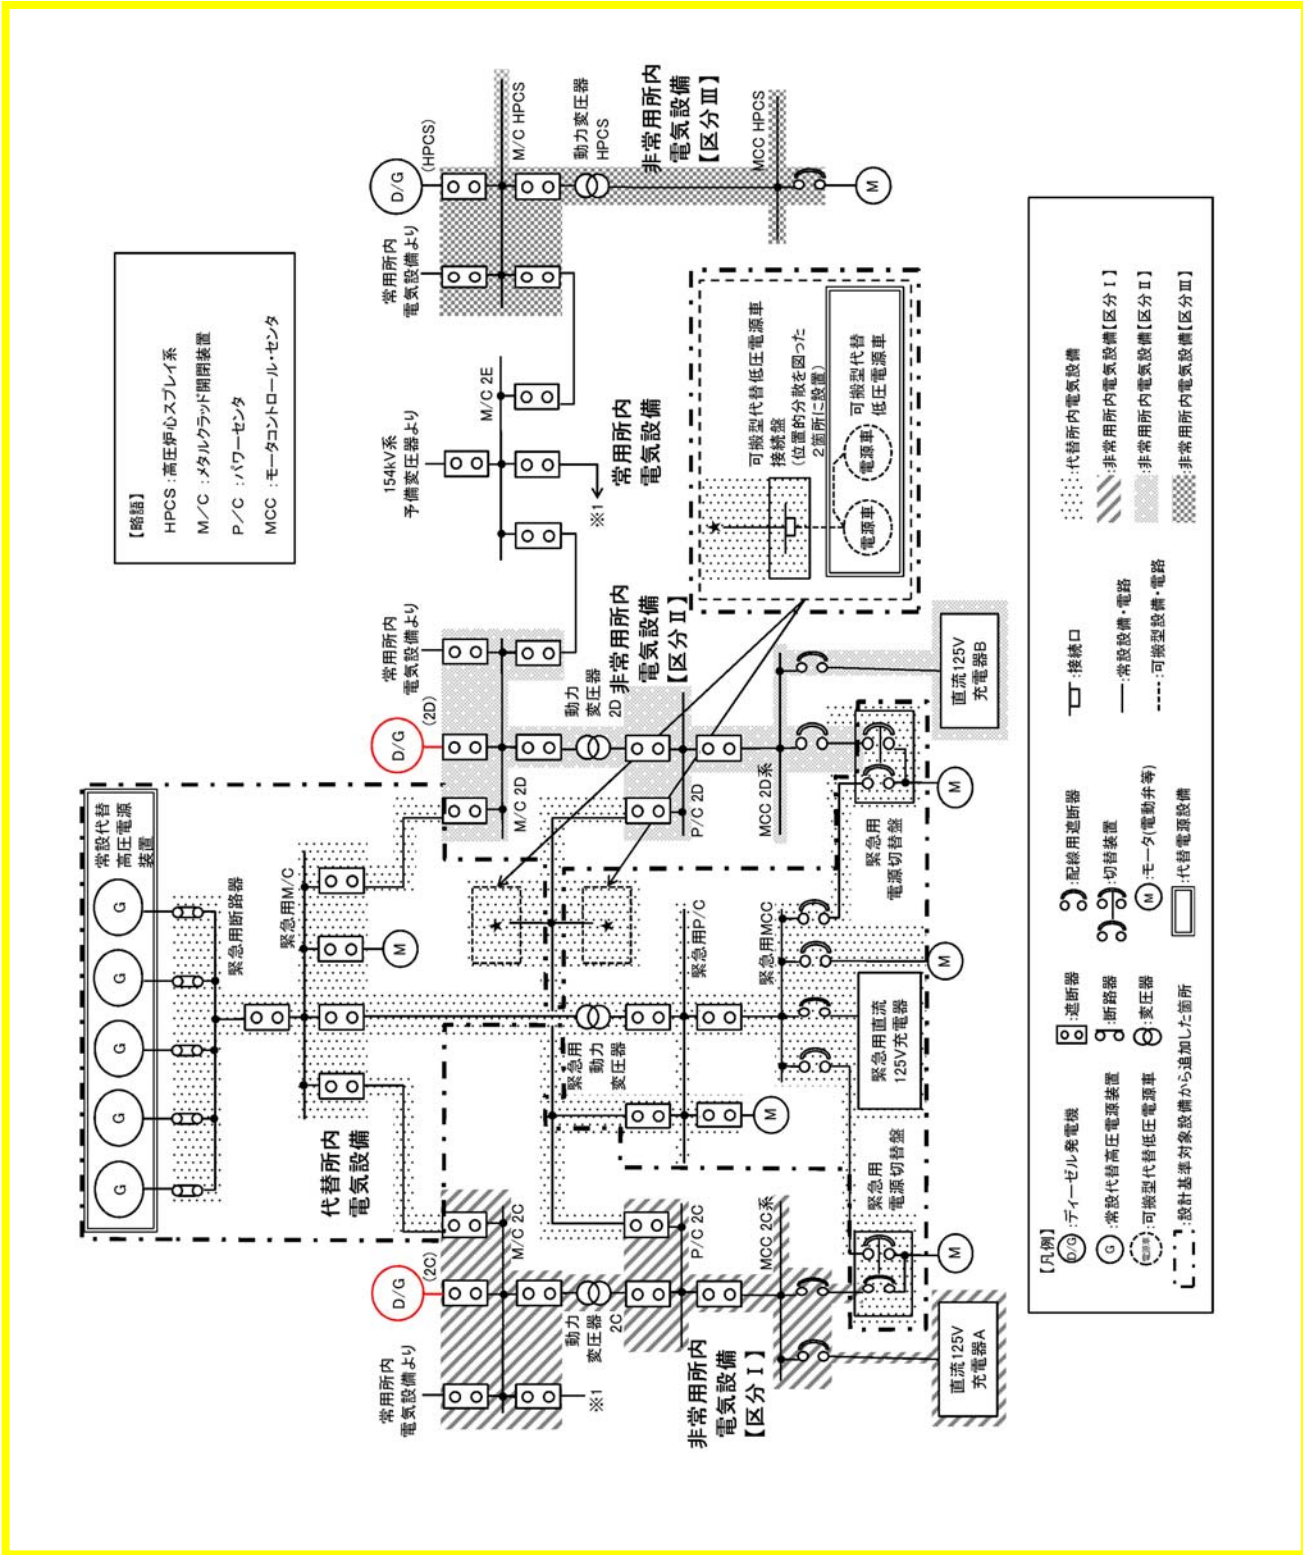 【略語】
HPCS:高圧炉心スプレイ系
M/C :メタルクラッド開閉装置
P/C :パワーセンタ
MCC :モータコントロール・センタ
常設代替
高圧電源
装置
G
G
G
G
G
緊急用断路器
緊急用M/C
M
代替所内
電気設備
常用所内
電気設備より
D/G
(2C)
M/C 2C
※1
動力
変圧器
2C
P/C 2C
非常用所内
電気設備
【区分Ⅰ】
MCC 2C系
直流125V
充電器A
緊急用
電源切替盤
M
緊急用
動力
変圧器
★
★
緊急用P/C
M
緊急用MCC
緊急用直流
125V充電器
M
D/G
(2D)
常用所内
電気設備より
M/C 2D
動力
変圧器
2D
非常用所内
電気設備
【区分Ⅱ】
P/C 2D
MCC 2D系
緊急用
電源切替盤
M
直流125V
充電器B
154kV系
予備変圧器より
M/C 2E
※1
常用所内
電気設備
常用所内
電気設備より
D/G
(HPCS)
M/C HPCS
動力変圧器
HPCS
非常用所内
電気設備
【区分Ⅲ】
MCC HPCS
M
★
可搬型代替低圧電源車
接続盤
(位置的分散を図った
2箇所に設置)
可搬型代替
低圧電源車
電源車
電源車
【凡例】
D/G:ディーゼル発電機
G:常設代替高圧電源装置
電源車:可搬型代替低圧電源車
:設計基準対象設備から追加した箇所
:遮断器
:断路器
:変圧器
:配線用遮断器
:切替装置
M:モータ(電動弁等)
:代替電源設備
:接続口
:常設設備・電路
:可搬型設備・電路
:代替所内電気設備
:非常用所内電気設備【区分Ⅰ】
:非常用所内電気設備【区分Ⅱ】
:非常用所内電気設備【区分Ⅲ】